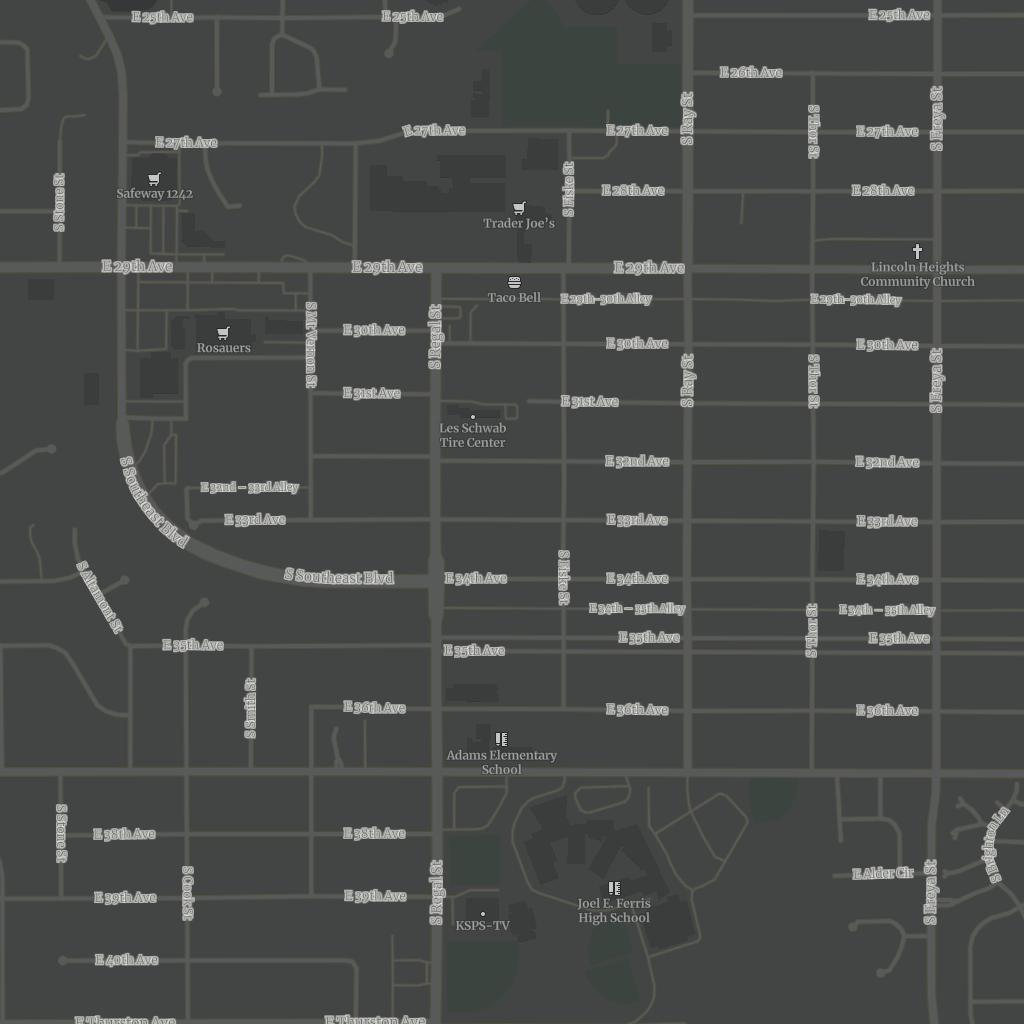 E 25th Ave
E 25th Ave
E 25th Ave
E 26th Ave
S Ray St
S Freya St
S Thor St
E 27th Ave
E 27th Ave
E 27th Ave
E 27th Ave
S Stone St
Safeway 1242
S Fiske St
E 28th Ave
E 28th Ave
Trader Joe's
E 29th Ave
E 29th Ave
E 29th Ave
Lincoln Heights
Community Church
Taco Bell
E 29th-30th Alley
E 29th-30th Alley
S Mt Vernon St
S Regal St
Rosauers
E 30th Ave
E 30th Ave
E 30th Ave
S Ray St
S Thor St
S Freya St
E 31st Ave
E 31st Ave
Les Schwab
Tire Center
E 32nd Ave
E 32nd Ave
S Southeast Blvd
E 32nd – 33rd Alley
E 33rd Ave
E 33rd Ave
E 33rd Ave
S Southeast Blvd
E 34th Ave
S Fiske St
E 34th Ave
E 34th Ave
S Altamont St
E 34th – 35th Alley
E 34th – 35th Alley
S Thor St
E 35th Ave
E 35th Ave
E 35th Ave
E 35th Ave
S Smith St
E 36th Ave
E 36th Ave
E 36th Ave
Adams Elementary
School
S Stone St
E 38th Ave
E 38th Ave
S Brighton Ln
E Alder Cir
S Cook St
S Regal St
S Freya St
E 39th Ave
E 39th Ave
Joel E. Ferris
High School
KSPS-TV
E 40th Ave
E Thurston Ave
E Thurston Ave